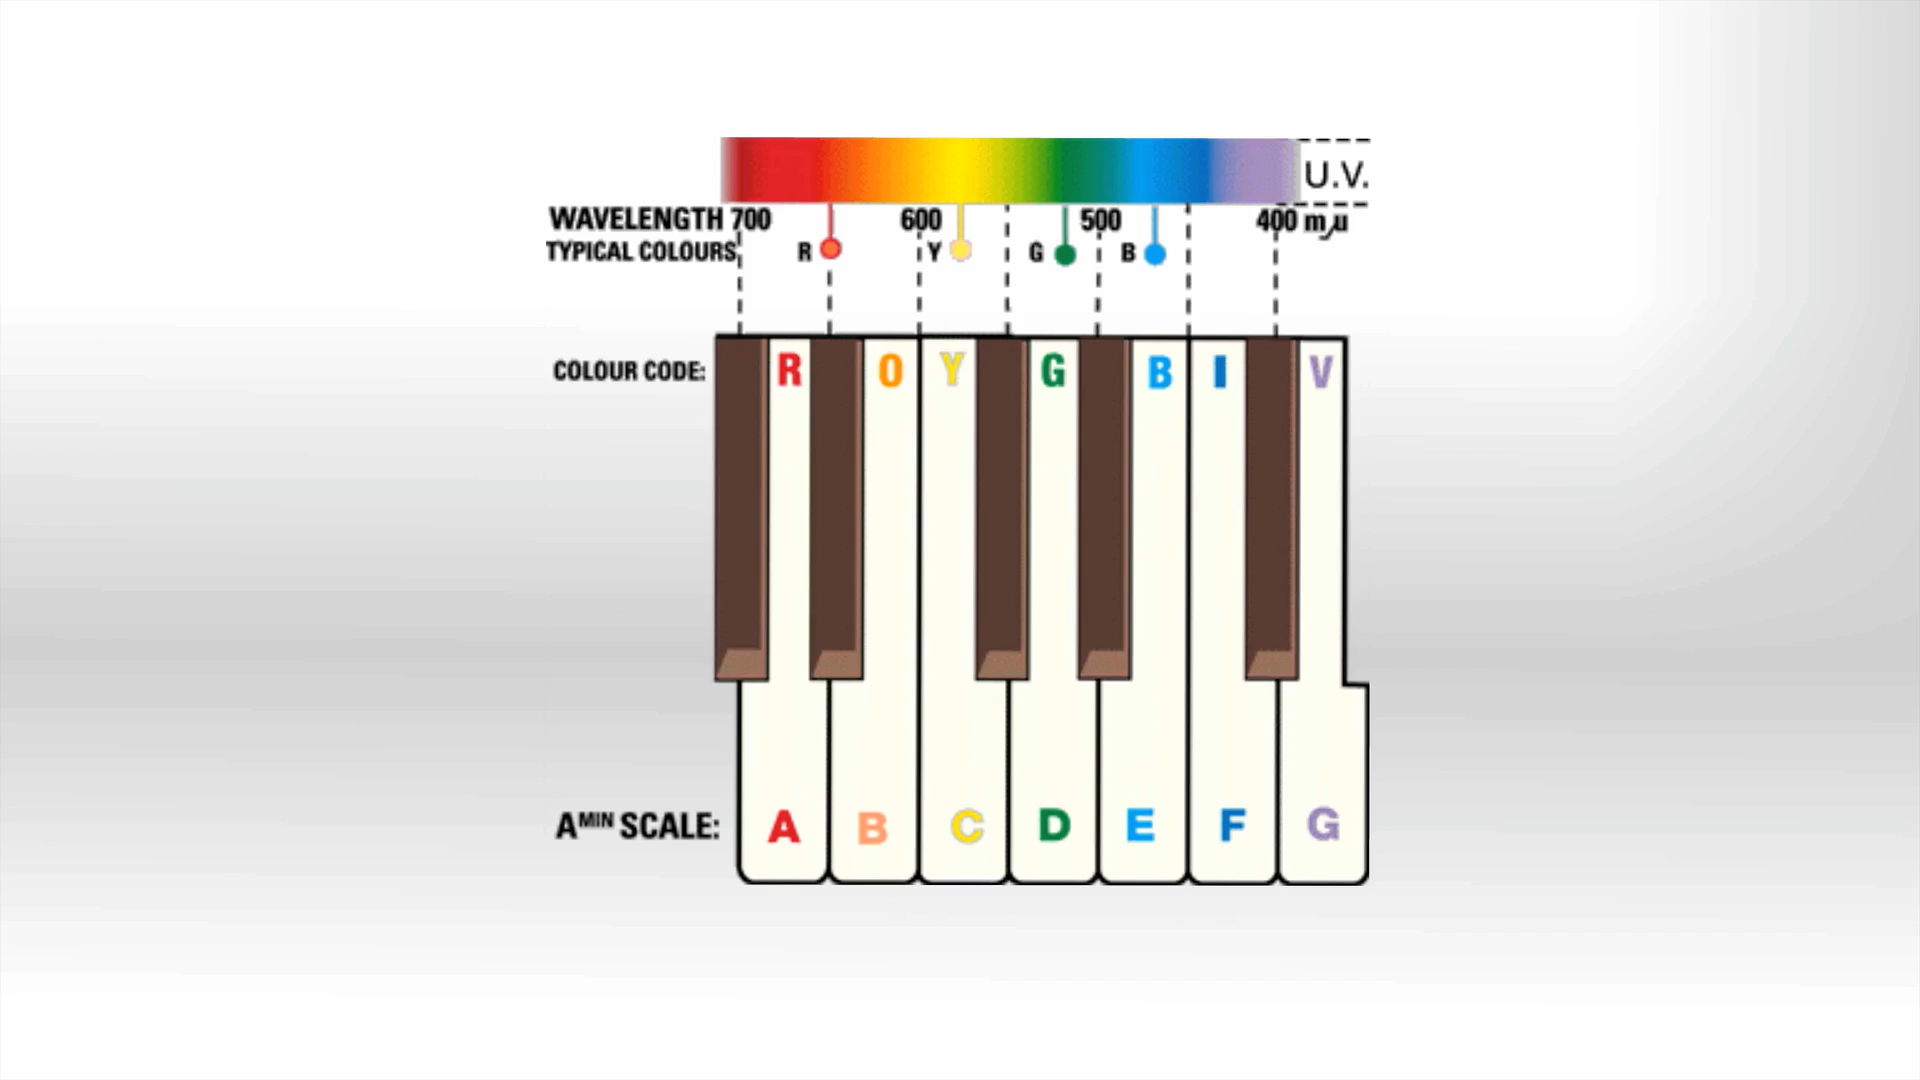 U.V.
WAVELENGTH 700 600 500 400 mμ
TYPICAL COLOURS R Y G B
COLOUR CODE: R O Y G B I V
AMIN SCALE: A B C D E F G